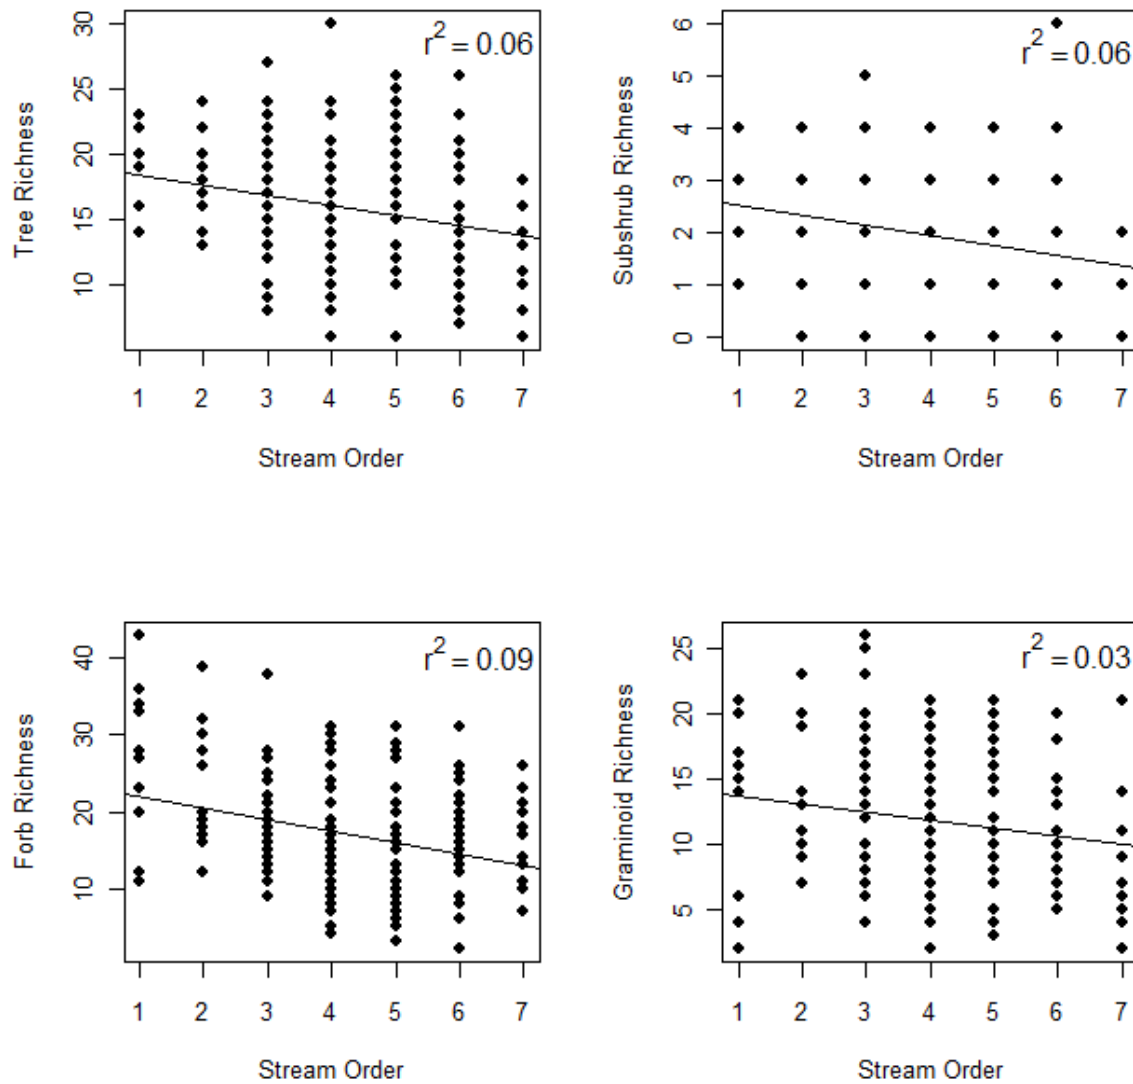 r² = 0.06
Tree Richness
30
25
20
15
10
1 2 3 4 5 6 7
Stream Order
r² = 0.06
Subshrub Richness
6
5
4
3
2
1
0
1 2 3 4 5 6 7
Stream Order
r² = 0.09
Forb Richness
40
30
20
10
1 2 3 4 5 6 7
Stream Order
r² = 0.03
Graminoid Richness
25
20
15
10
5
1 2 3 4 5 6 7
Stream Order